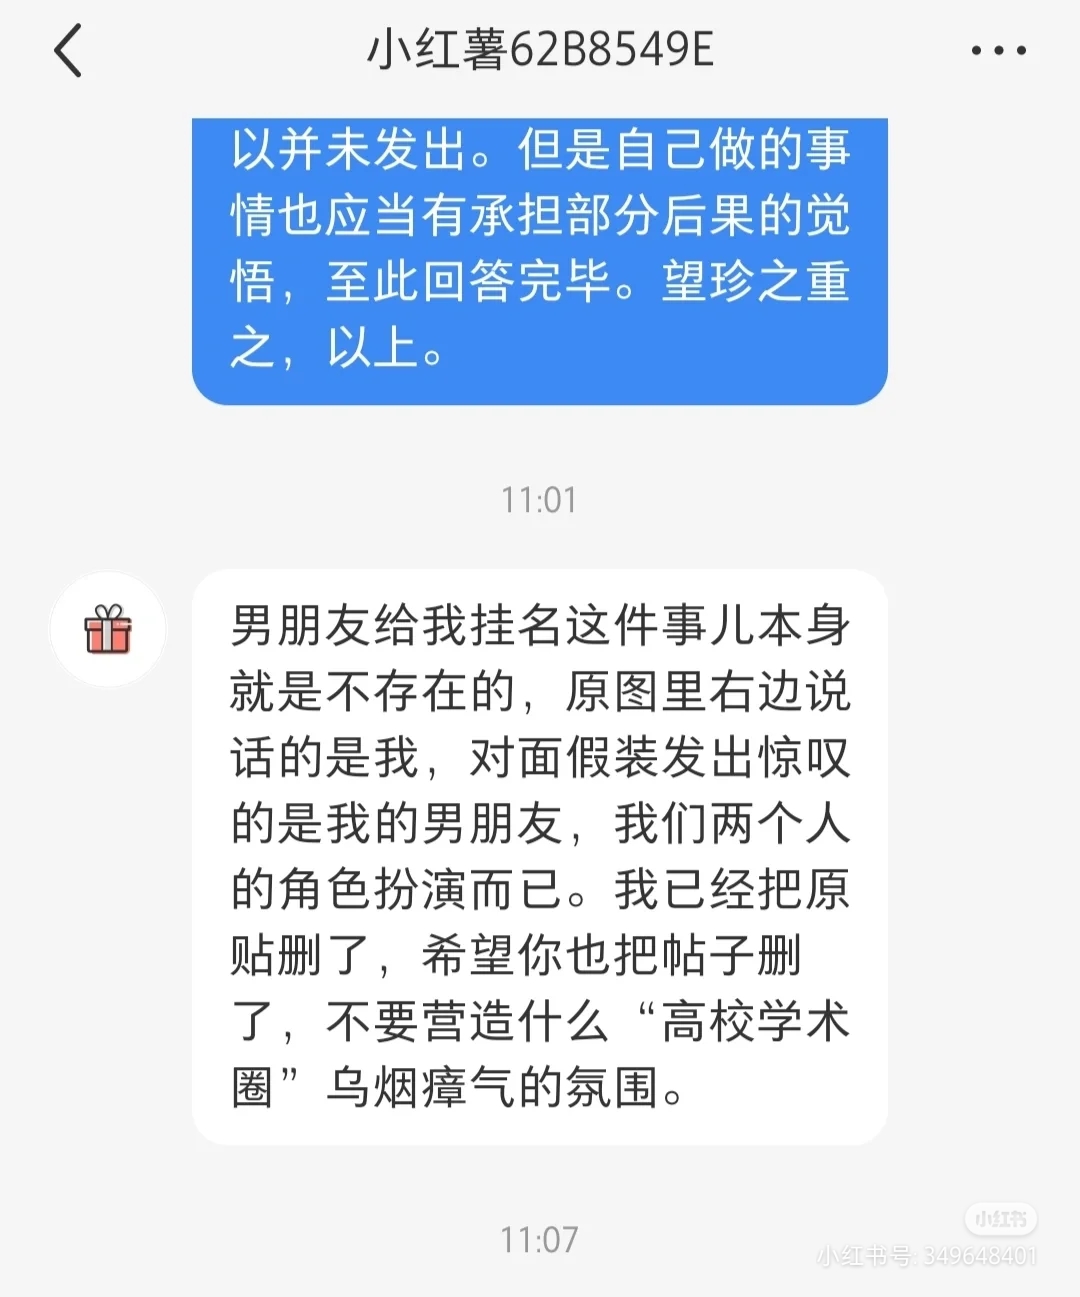 小红薯62B8549E
以并未发出。但是自己做的事
情也应当有承担部分后果的觉
悟，至此回答完毕。望珍之重
之，以上。
11:01
男朋友给我挂名这件事儿本身
就是不存在的，原图里右边说
话的是我，对面假装发出惊叹
的是我的男朋友，我们两个人
的角色扮演而已。我已经把原
贴删了，希望你也把帖子删
了，不要营造什么“高校学术
圈”乌烟瘴气的氛围。
11:07
小红书
小红书号: 349648401